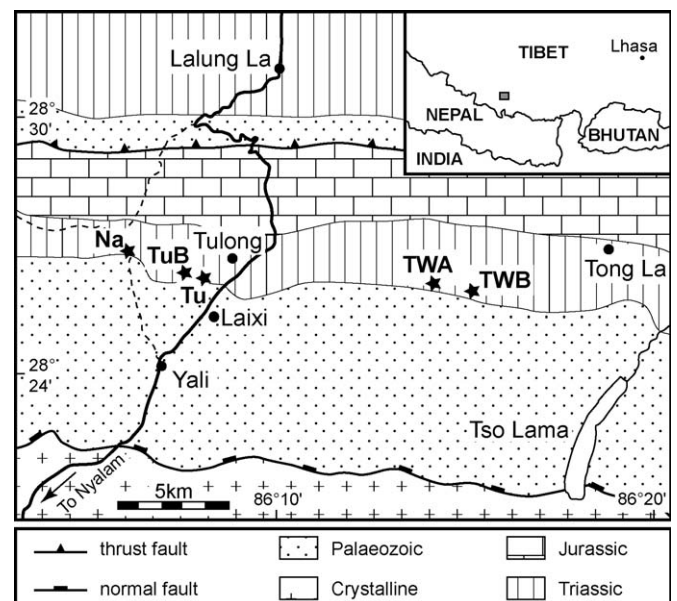 Lalung La
TIBET
Lhasa
NEPAL
BHUTAN
INDIA
28°
30'
Na
TuB
Tulong
Tu
TWA
TWB
Tong La
Laixi
28°
24'
Yali
Tso Lama
To Nyalam
5km
86°10'
86°20'
thrust fault
Palaeozoic
Jurassic
normal fault
Crystalline
Triassic